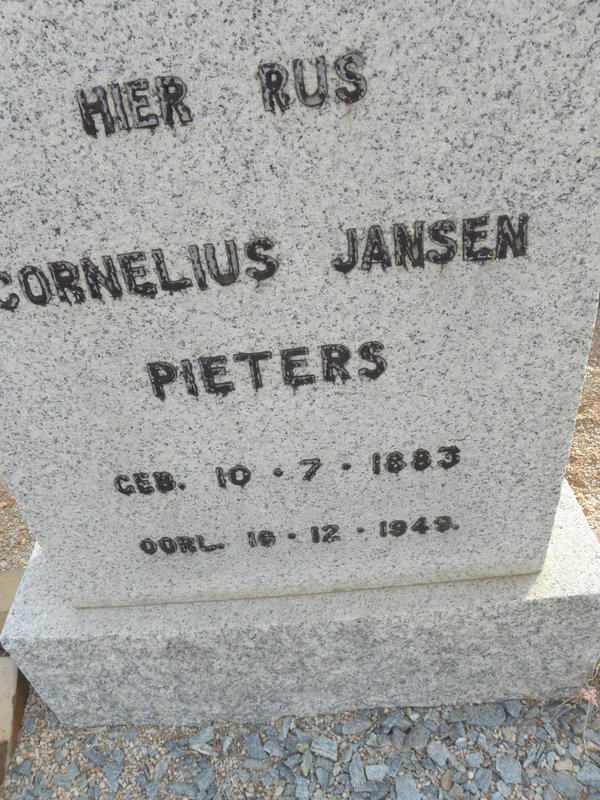 HIER RUS
CORNELIUS JANSEN
PIETERS
GEB. 10 · 7 · 1883
OORL. 16 · 12 · 1949.